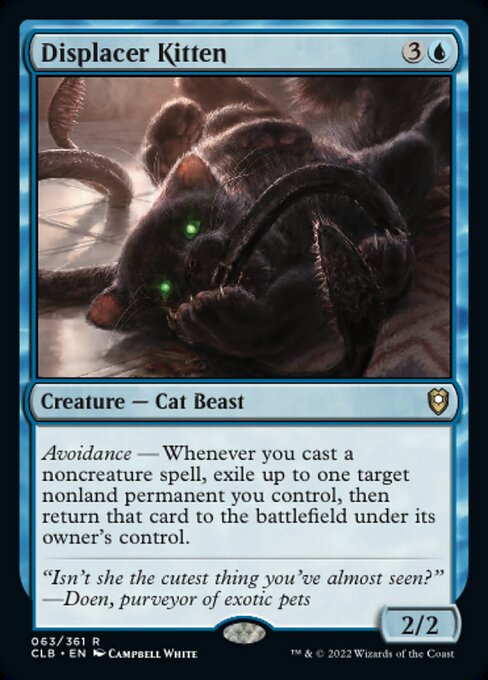 Displacer Kitten 3
Creature — Cat Beast
Avoidance — Whenever you cast a
noncreature spell, exile up to one target
nonland permanent you control, then
return that card to the battlefield under its
owner's control.
“Isn't she the cutest thing you've almost seen?”
—Doen, purveyor of exotic pets
2/2
063/361 R
CLB • EN Campbell White
™ & © 2022 Wizards of the Coast